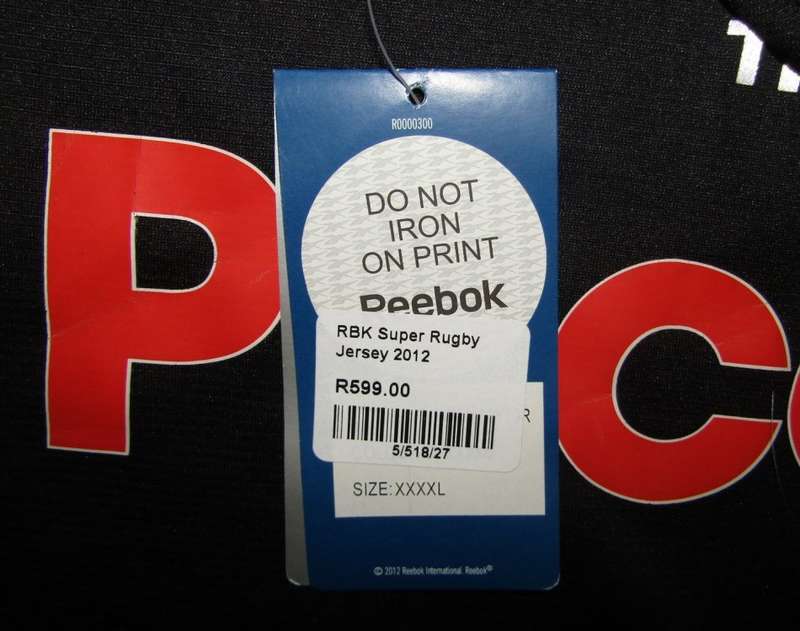 R0000300
DO NOT
IRON
ON PRINT
Reebok
RBK Super Rugby
Jersey 2012
R599.00
R
5/518/27
SIZE:XXXXL
© 2012 Reebok International. Reebok®
P C